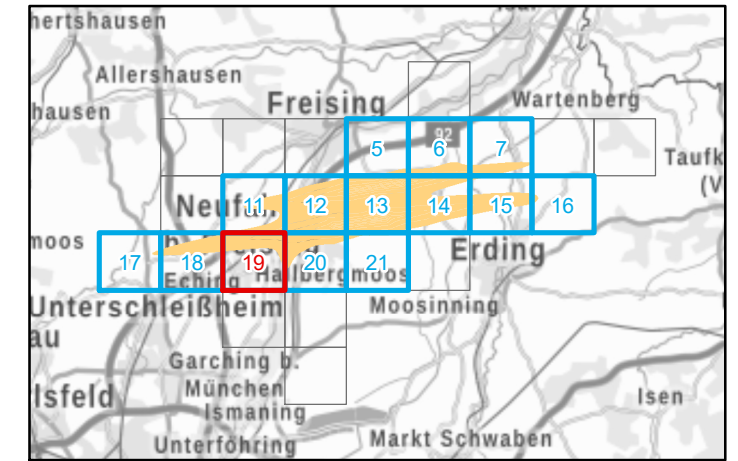 hertshausen
Allershausen
hausen
Freising
Wartenberg
92
5
6
7
Taufk
(V
11
12
13
14
15
16
moos
17
18
19
20
21
Eching
Hallbergmoos
Erding
Unterschleißheim
Moosinning
au
Garching b.
München
lsfeld
Ismaning
Isen
Unterföhring
Markt Schwaben